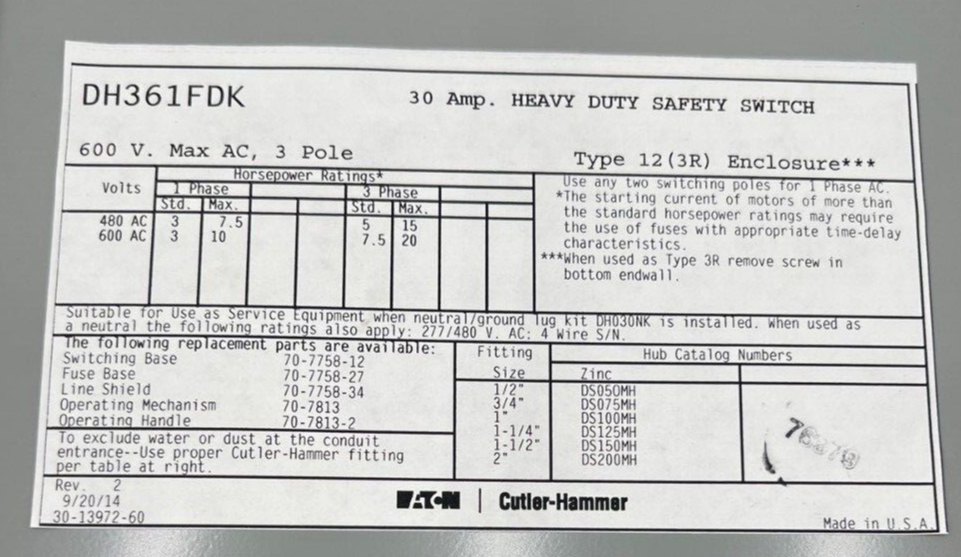 DH361FDK 30 Amp. HEAVY DUTY SAFETY SWITCH
600 V. Max AC, 3 Pole Type 12(3R) Enclosure***
Horsepower Ratings*
Volts 1 Phase 3 Phase
Std. Max. Std. Max.
480 AC 3 7.5 5 15
600 AC 3 10 7.5 20
Use any two switching poles for 1 Phase AC.
*The starting current of motors of more than
the standard horsepower ratings may require
the use of fuses with appropriate time-delay
characteristics.
***When used as Type 3R remove screw in
bottom endwall.
Suitable for Use as Service Equipment when neutral/ground lug kit DH030NK is installed. When used as
a neutral the following ratings also apply: 277/480 V. AC: 4 Wire S/N.
The following replacement parts are available:
Switching Base 70-7758-12
Fuse Base 70-7758-27
Line Shield 70-7758-34
Operating Mechanism 70-7813
Operating Handle 70-7813-2
To exclude water or dust at the conduit
entrance--Use proper Cutler-Hammer fitting
per table at right.
Fitting Hub Catalog Numbers
Size Zinc
1/2" DS050MH
3/4" DS075MH
1" DS100MH
1-1/4" DS125MH
1-1/2" DS150MH
2" DS200MH
Rev. 2
9/20/14
30-13972-60
EATON | Cutler-Hammer
Made in U.S.A.